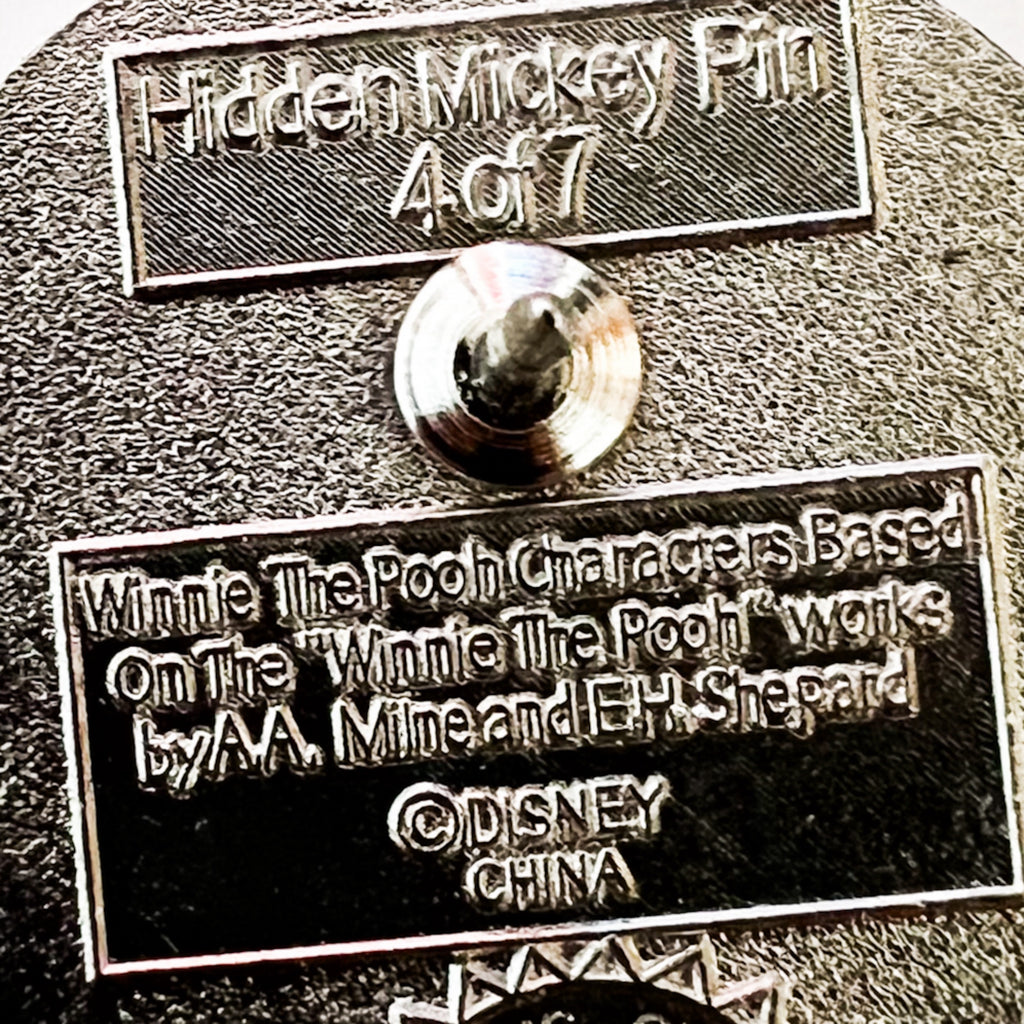 Hidden Mickey Pin
4 of 7
Winnie The Pooh Characters Based
On The "Winnie The Pooh" works
by A.A. Milne and E.H. Shepard
©DISNEY
CHINA